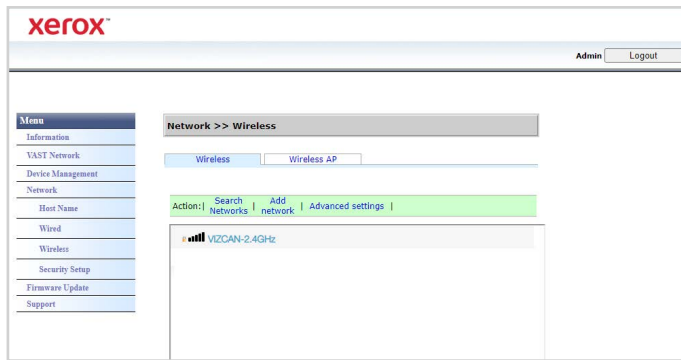 xerox™
Admin Logout
Menu
Information
VAST Network
Device Management
Network
Host Name
Wired
Wireless
Security Setup
Firmware Update
Support
Network >> Wireless
Wireless Wireless AP
Action:| Search Networks | Add network | Advanced settings |
VIZCAN-2.4GHz